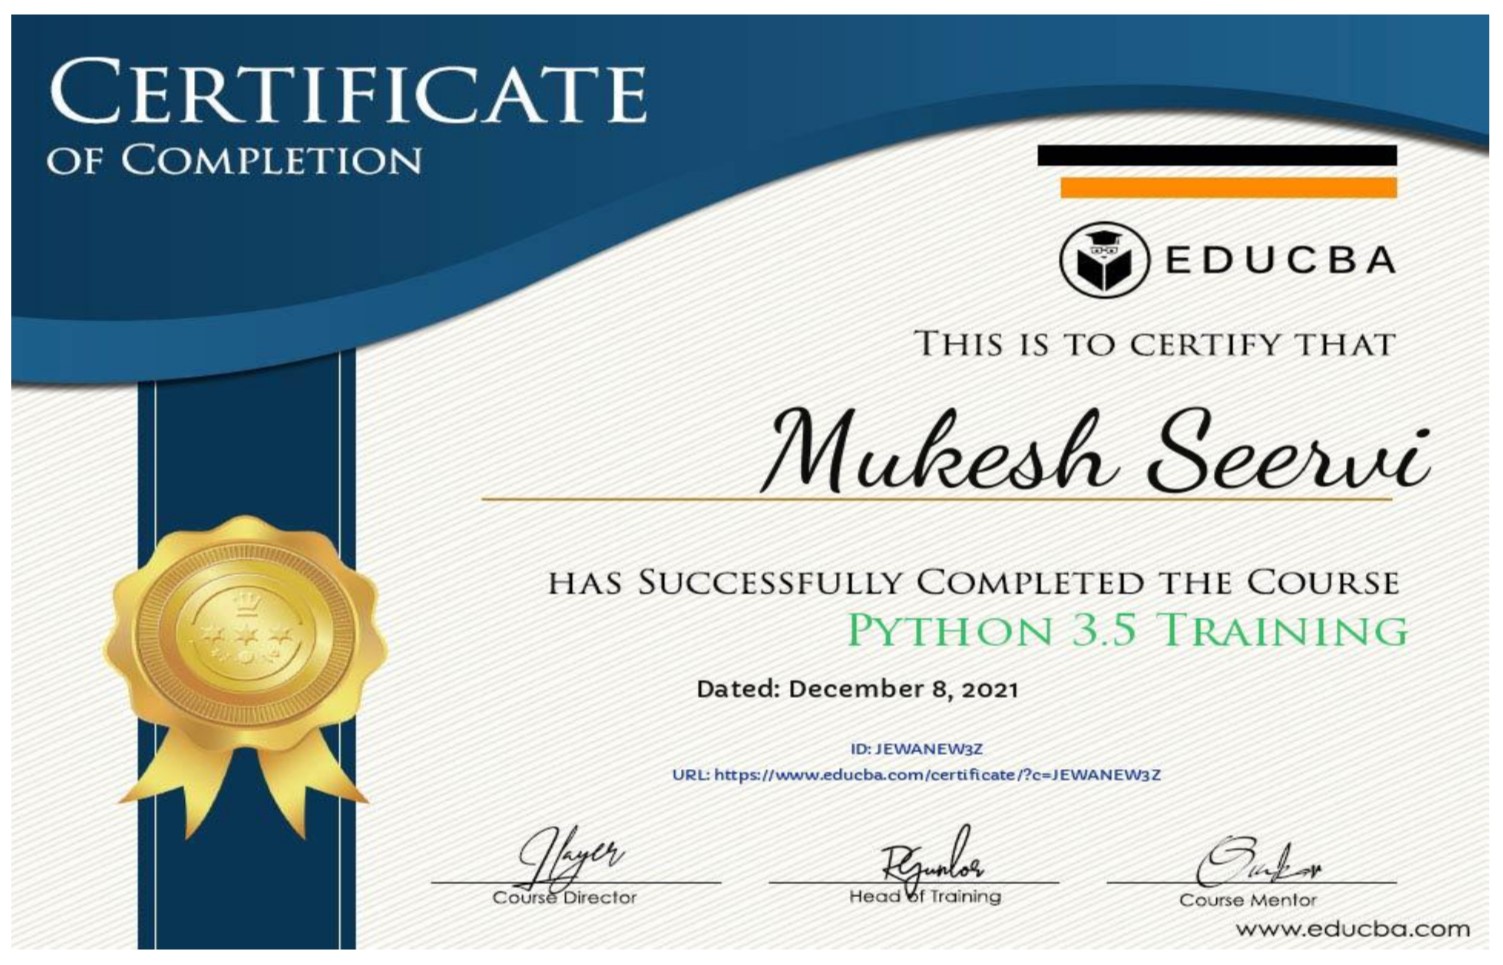 CERTIFICATE
OF COMPLETION
EDUCBA
THIS IS TO CERTIFY THAT
Mukesh Seervi
HAS SUCCESSFULLY COMPLETED THE COURSE
PYTHON 3.5 TRAINING
Dated: December 8, 2021
ID: JEWANEW3Z
URL: https://www.educba.com/certificate/?c=JEWANEW3Z
Course Director
Head of Training
Course Mentor
www.educba.com